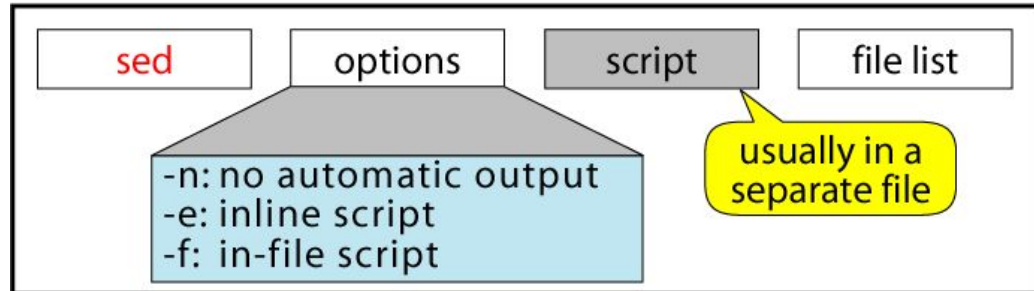 sed options script file list
usually in a
separate file
-n: no automatic output
-e: inline script
-f: in-file script